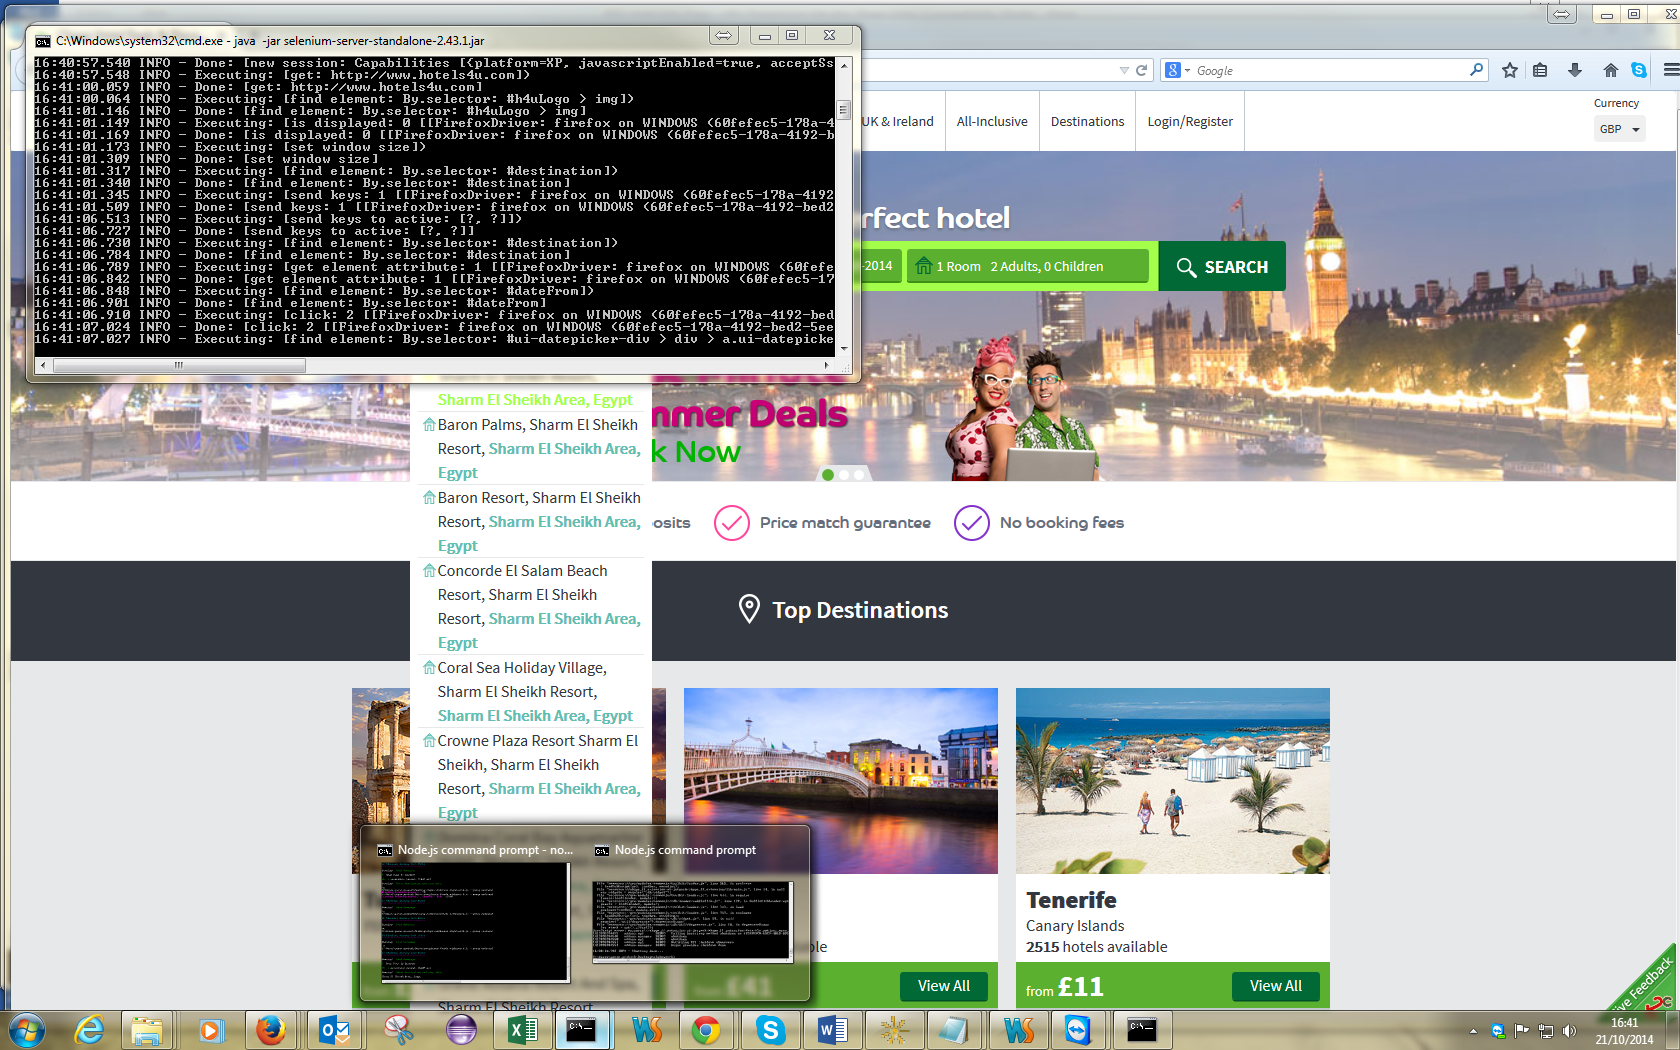 C:\Windows\system32\cmd.exe - java -jar selenium-server-standalone-2.43.1.jar
16:40:57.540 INFO - Done: [new session: Capabilities [{platform=XP, javascriptEnabled=true, acceptSs
16:40:57.548 INFO - Executing: [get: http://www.hotels4u.com])
16:41:00.059 INFO - Done: [get: http://www.hotels4u.com]
16:41:00.064 INFO - Executing: [find element: By.selector: #h4uLogo > img])
16:41:01.146 INFO - Done: [find element: By.selector: #h4uLogo > img]
16:41:01.149 INFO - Executing: [is displayed: 0 [[FirefoxDriver: firefox on WINDOWS (60fefec5-178a-4
16:41:01.169 INFO - Done: [is displayed: 0 [[FirefoxDriver: firefox on WINDOWS (60fefec5-178a-4192-b
16:41:01.173 INFO - Executing: [set window size])
16:41:01.309 INFO - Done: [set window size]
16:41:01.317 INFO - Executing: [find element: By.selector: #destination])
16:41:01.340 INFO - Done: [find element: By.selector: #destination]
16:41:01.345 INFO - Executing: [send keys: 1 [[FirefoxDriver: firefox on WINDOWS (60fefec5-178a-4192
16:41:01.509 INFO - Done: [send keys: 1 [[FirefoxDriver: firefox on WINDOWS (60fefec5-178a-4192-bed2
16:41:06.513 INFO - Executing: [send keys to active: [?, ?]])
16:41:06.727 INFO - Done: [send keys to active: [?, ?]]
16:41:06.730 INFO - Executing: [find element: By.selector: #destination])
16:41:06.784 INFO - Done: [find element: By.selector: #destination]
16:41:06.789 INFO - Executing: [get element attribute: 1 [[FirefoxDriver: firefox on WINDOWS (60fefe
16:41:06.842 INFO - Done: [get element attribute: 1 [[FirefoxDriver: firefox on WINDOWS (60fefec5-17
16:41:06.848 INFO - Executing: [find element: By.selector: #dateFrom])
16:41:06.901 INFO - Done: [find element: By.selector: #dateFrom]
16:41:06.910 INFO - Executing: [click: 2 [[FirefoxDriver: firefox on WINDOWS (60fefec5-178a-4192-bed
16:41:07.024 INFO - Done: [click: 2 [[FirefoxDriver: firefox on WINDOWS (60fefec5-178a-4192-bed2-5ee
16:41:07.027 INFO - Executing: [find element: By.selector: #ui-datepicker-div > div > a.ui-datepicke
Google
UK & Ireland
All-Inclusive
Destinations
Login/Register
Currency
GBP
rfect hotel
-2014
1 Room 2 Adults, 0 Children
SEARCH
mmer Deals
k Now
Sharm El Sheikh Area, Egypt
Baron Palms, Sharm El Sheikh
Resort, Sharm El Sheikh Area,
Egypt
Baron Resort, Sharm El Sheikh
Resort, Sharm El Sheikh Area,
Egypt
Concorde El Salam Beach
Resort, Sharm El Sheikh
Resort, Sharm El Sheikh Area,
Egypt
Coral Sea Holiday Village,
Sharm El Sheikh Resort,
Sharm El Sheikh Area, Egypt
Crowne Plaza Resort Sharm El
Sheikh, Sharm El Sheikh
Resort, Sharm El Sheikh Area,
Egypt
osits
Price match guarantee
No booking fees
Top Destinations
Node.js command prompt - no...
Node.js command prompt
from £41
View All
Tenerife
Canary Islands
2515 hotels available
from £11
View All
Sharm El Sheikh Resort
ive Feedback
16:41
21/10/2014